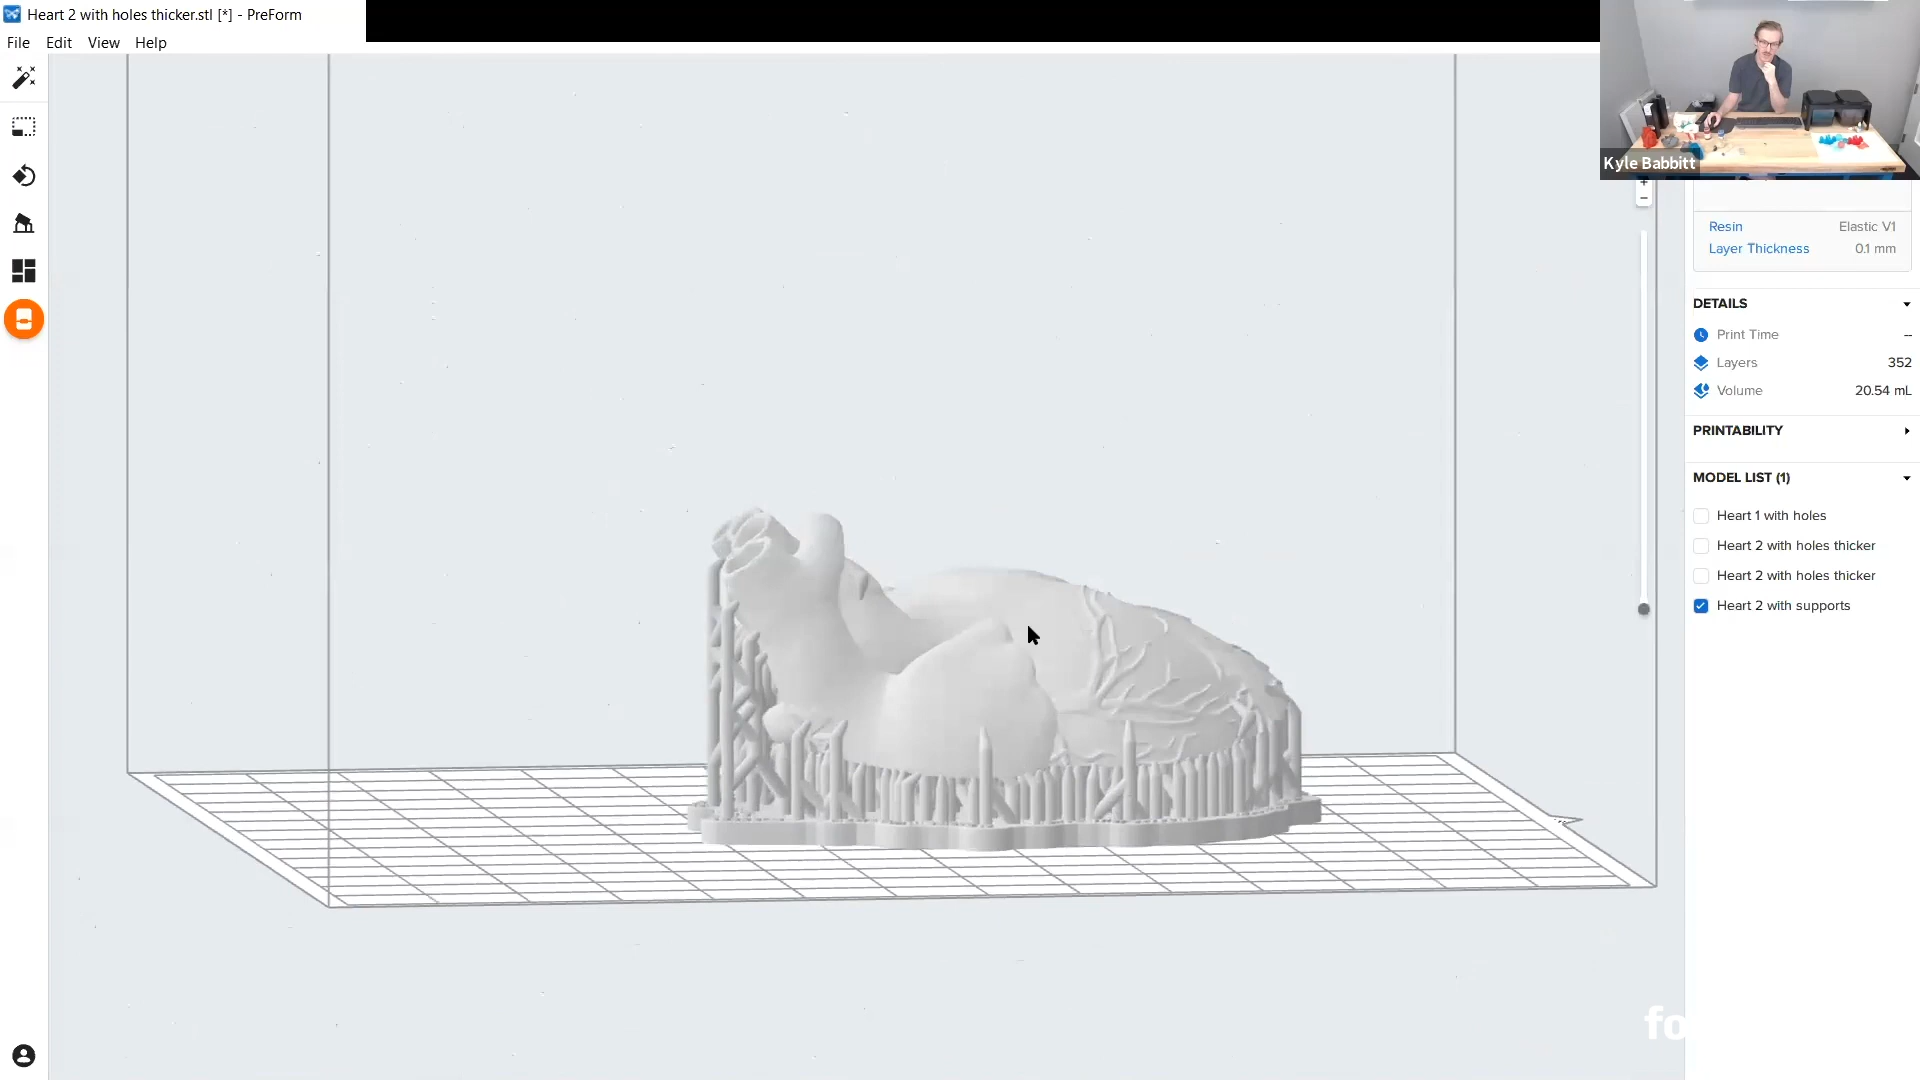 Heart 2 with holes thicker.stl [*] - PreForm
File Edit View Help
Kyle Babbitt
+
−
Resin Elastic V1
Layer Thickness 0.1 mm
DETAILS
Print Time --
Layers 352
Volume 20.54 mL
PRINTABILITY
MODEL LIST (1)
Heart 1 with holes
Heart 2 with holes thicker
Heart 2 with holes thicker
Heart 2 with supports
fo